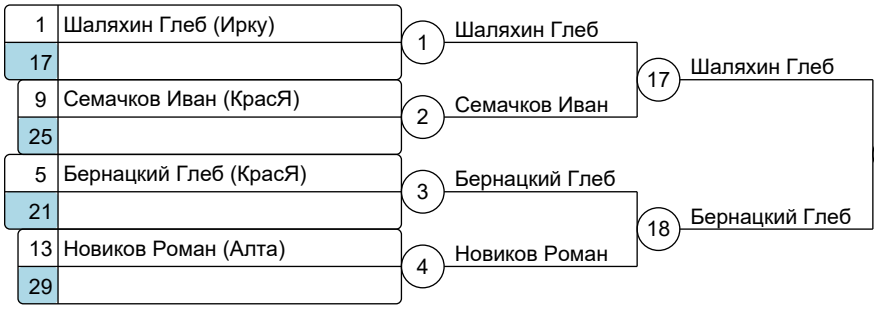 1 Шаляхин Глеб (Ирку)
17
1 Шаляхин Глеб
9 Семачков Иван (КрасЯ)
25
2 Семачков Иван
17 Шаляхин Глеб
5 Бернацкий Глеб (КрасЯ)
21
3 Бернацкий Глеб
13 Новиков Роман (Алта)
29
4 Новиков Роман
18 Бернацкий Глеб